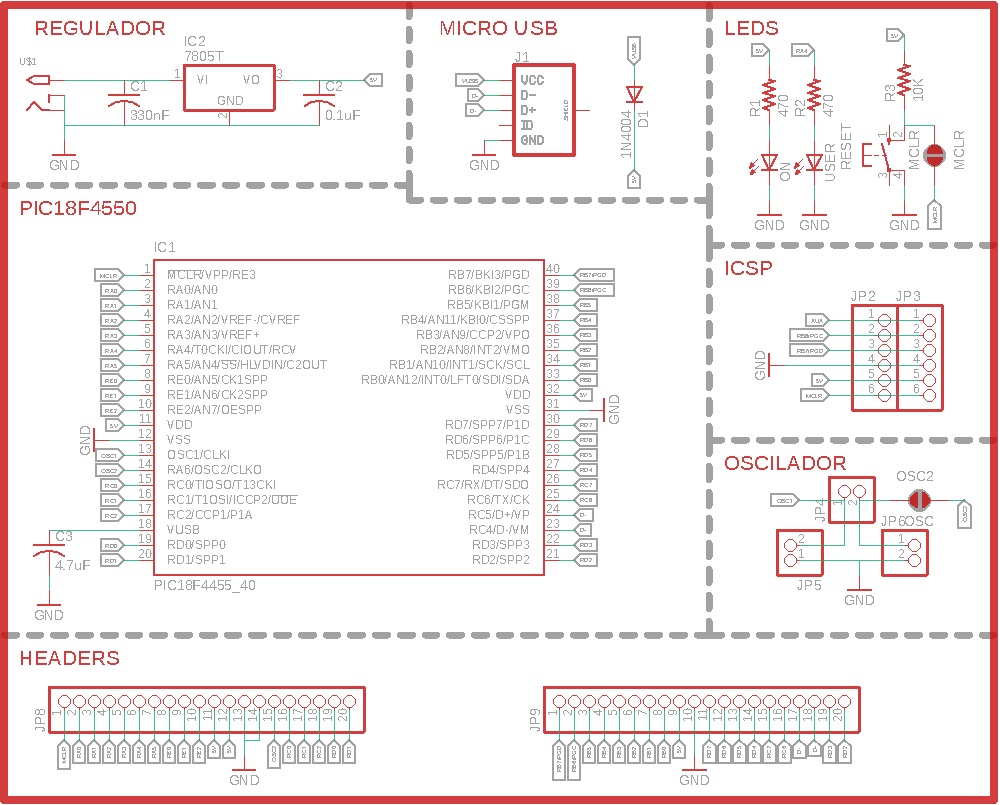 REGULADOR
U$1
IC2
7805T
1
VI
VO
3
GND
2
C1
330nF
C2
0.1uF
5V
GND
MICRO USB
J1
VUSB
VCC
D-
D+
ID
GND
SHIELD
GND
VUSB
1N4004
D1
5V
LEDS
5V
R1
470
ON
GND
RA4
R2
470
USER
GND
5V
R3
10K
RESET
1
2
3
4
GND
MCLR
MCLR
MCLR
PIC18F4550
IC1
MCLR 1 MCLR/VPP/RE3
RA0 2 RA0/AN0
RA1 3 RA1/AN1
RA2 4 RA2/AN2/VREF-/CVREF
RA3 5 RA3/AN3/VREF+
RA4 6 RA4/T0CKI/CIOUT/RCV
RA5 7 RA5/AN4/SS/HL/DIN/C2OUT
RE0 8 RE0/AN5/CK1SPP
RE1 9 RE1/AN6/CK2SPP
RE2 10 RE2/AN7/OESPP
5V 11 VDD
GND 12 VSS
OSC1 13 OSC1/CLKI
OSC2 14 RA6/OSC2/CLKO
RC0 15 RC0/TIOSO/T13CKI
RC1 16 RC1/T1OSI/ICCP2/UOE
RC2 17 RC2/CCP1/P1A
18 VUSB
RD0 19 RD0/SPP0
RD1 20 RD1/SPP1
RB7/BKI3/PGD 40 RB7/PGD
RB6/KBI2/PGC 39 RB6/PGC
RB5/KBI1/PGM 38 RB5
RB4/AN11/KBI0/CSSPP 37 RB4
RB3/AN9/CCP2/VPO 36 RB3
RB2/AN8/INT2/VMO 35 RB2
RB1/AN10/INT1/SCK/SCL 34 RB1
RB0/AN12/INT0/LFT0/SDI/SDA 33 RB0
VDD 32 5V
VSS 31 GND
RD7/SPP7/P1D 30 RD7
RD6/SPP6/P1C 29 RD6
RD5/SPP5/P1B 28 RD5
RD4/SPP4 27 RD4
RC7/RX/DT/SDO 26 RC7
RC6/TX/CK 25 RC6
RC5/D+/VP 24
RC4/D-/VM 23
RD3/SPP3 22 RD3
RD2/SPP2 21 RD2
PIC18F4455_40
C3
4.7uF
GND
ICSP
JP2
JP3
AUX 1 1
RB6/PGC 2 2
RB7/PGD 3 3
GND 4 4
5V 5 5
MCLR 6 6
OSCILADOR
OSC1
JP4
1
2
OSC2
OSC2
JP5
2
1
JP6
OSC
1
2
GND
HEADERS
JP8
1 2 3 4 5 6 7 8 9 10 11 12 13 14 15 16 17 18 19 20
MCLR RA0 RA1 RA2 RA3 RA4 RA5 RE0 RE1 RE2 5V 5V OSC2 RC0 RC1 RC2 RD0 RD1
GND
JP9
1 2 3 4 5 6 7 8 9 10 11 12 13 14 15 16 17 18 19 20
RB7/PGD RB6/PGC RB5 RB4 RB3 RB2 RB1 RB0 5V RD7 RD6 RD5 RD4 RC7 RC6 RD3 RD2
GND